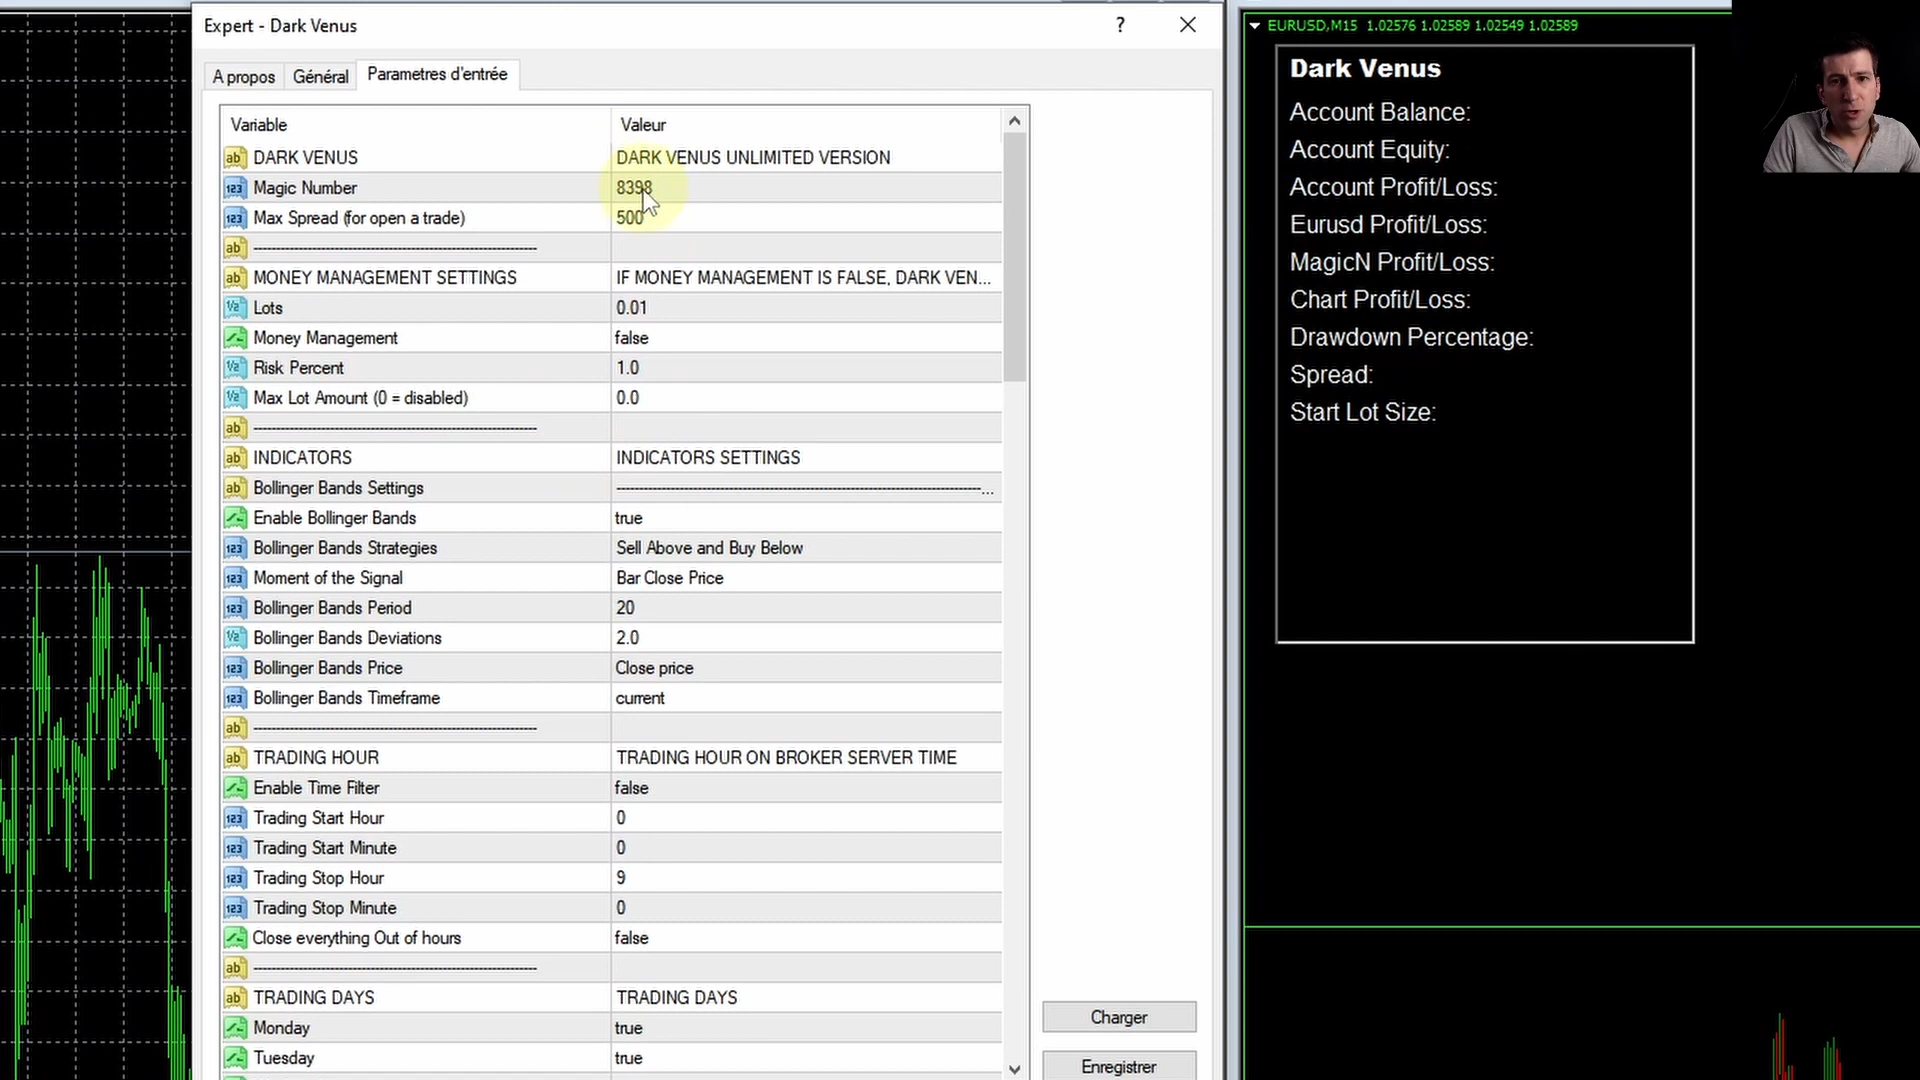 Expert - Dark Venus
?
A propos
Général
Parametres d'entrée
Variable
Valeur
DARK VENUS
DARK VENUS UNLIMITED VERSION
Magic Number
8398
Max Spread (for open a trade)
500
MONEY MANAGEMENT SETTINGS
IF MONEY MANAGEMENT IS FALSE, DARK VEN...
Lots
0.01
Money Management
false
Risk Percent
1.0
Max Lot Amount (0 = disabled)
0.0
INDICATORS
INDICATORS SETTINGS
Bollinger Bands Settings
Enable Bollinger Bands
true
Bollinger Bands Strategies
Sell Above and Buy Below
Moment of the Signal
Bar Close Price
Bollinger Bands Period
20
Bollinger Bands Deviations
2.0
Bollinger Bands Price
Close price
Bollinger Bands Timeframe
current
TRADING HOUR
TRADING HOUR ON BROKER SERVER TIME
Enable Time Filter
false
Trading Start Hour
0
Trading Start Minute
0
Trading Stop Hour
9
Trading Stop Minute
0
Close everything Out of hours
false
TRADING DAYS
TRADING DAYS
Monday
true
Tuesday
true
Charger
Enregistrer
EURUSD,M15 1.02576 1.02589 1.02549 1.02589
Dark Venus
Account Balance:
Account Equity:
Account Profit/Loss:
Eurusd Profit/Loss:
MagicN Profit/Loss:
Chart Profit/Loss:
Drawdown Percentage:
Spread:
Start Lot Size: